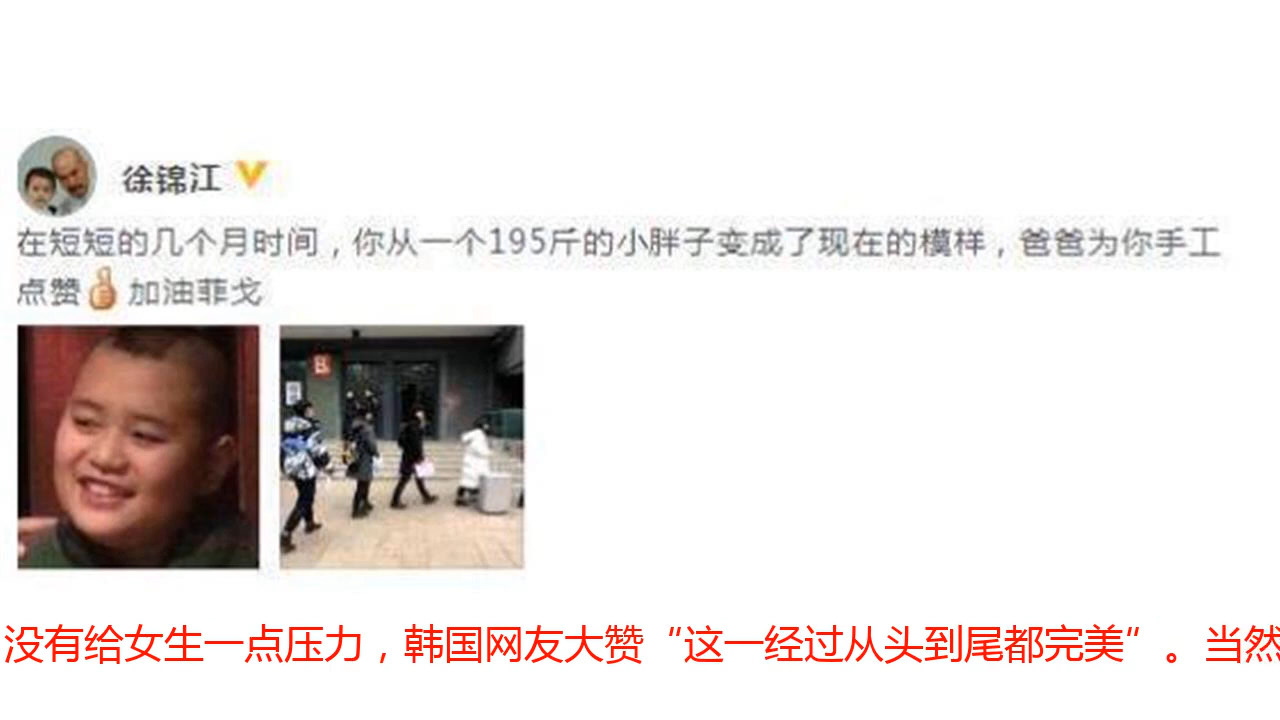 徐锦江
在短短的几个月时间，你从一个195斤的小胖子变成了现在的模样，爸爸为你手工
点赞👍加油菲戈
没有给女生一点压力，韩国网友大赞“这一经过从头到尾都完美”。当然